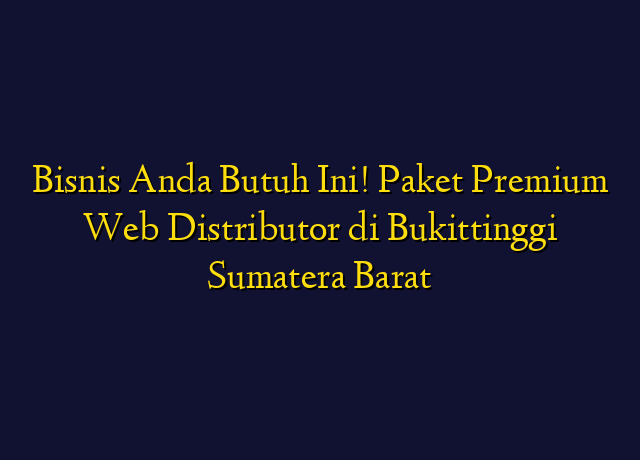 Bisnis Anda Butuh Ini! Paket Premium
Web Distributor di Bukittinggi
Sumatera Barat